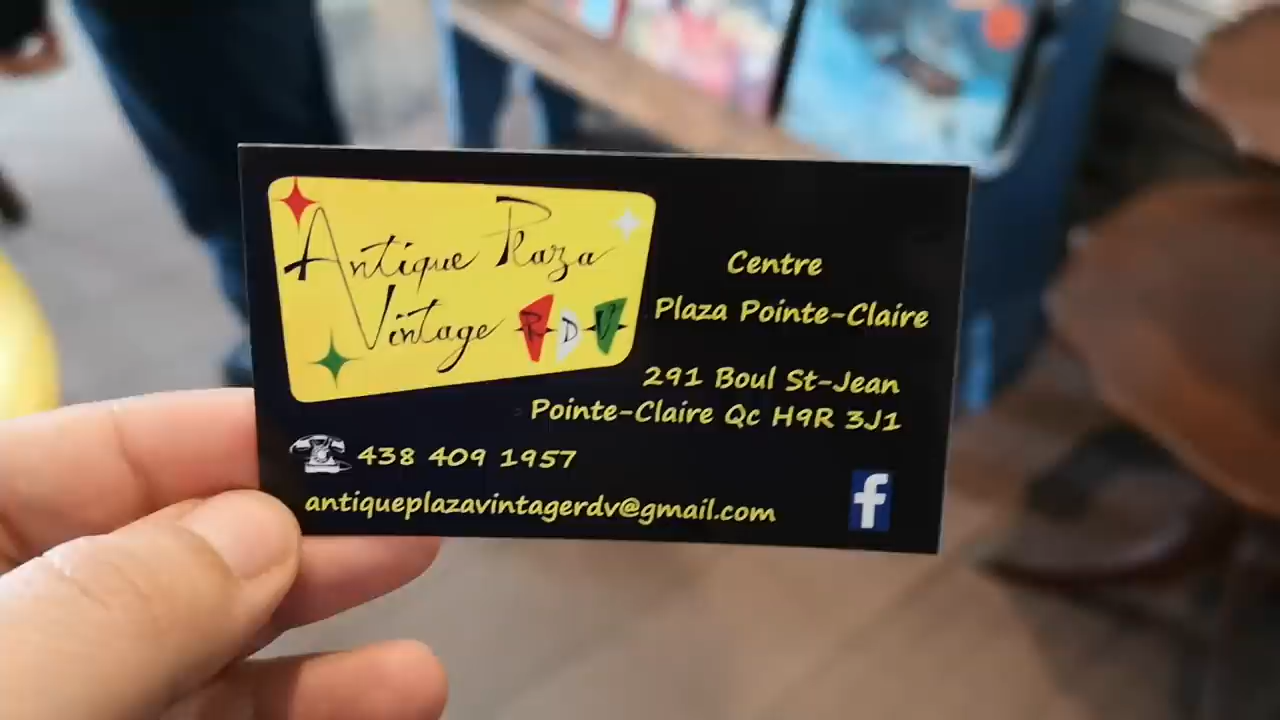 Antique Plaza
Vintage R D V
Centre
Plaza Pointe-Claire
291 Boul St-Jean
Pointe-Claire Qc H9R 3J1
438 409 1957
antiqueplazavintagerdv@gmail.com
f